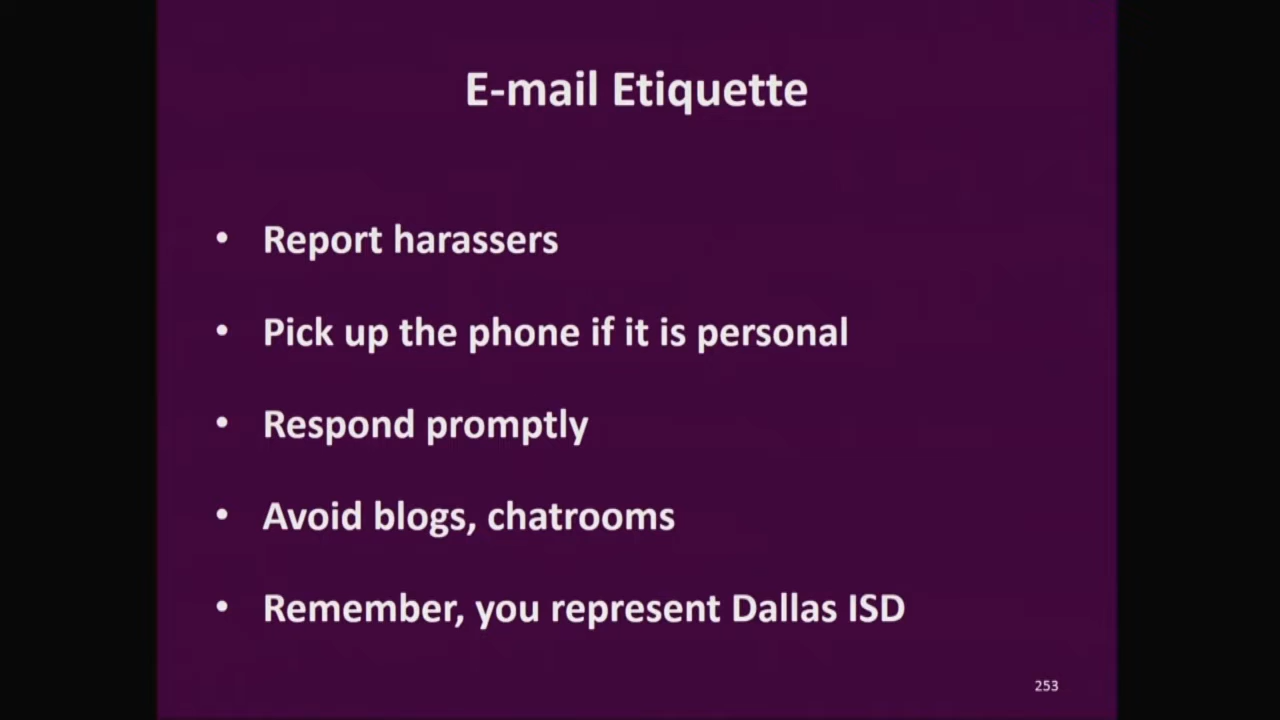 E-mail Etiquette
• Report harassers
• Pick up the phone if it is personal
• Respond promptly
• Avoid blogs, chatrooms
• Remember, you represent Dallas ISD
253